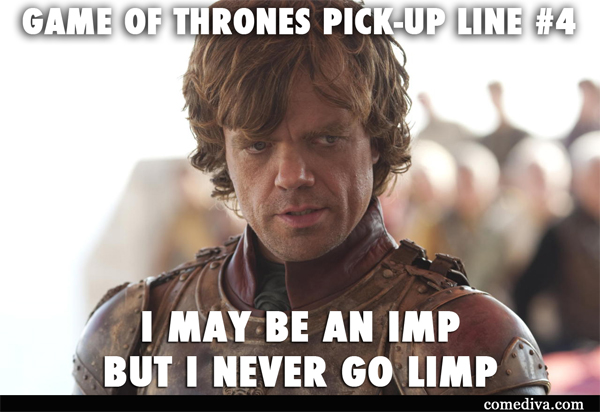 GAME OF THRONES PICK-UP LINE #4
I MAY BE AN IMP
BUT I NEVER GO LIMP
comediva.com